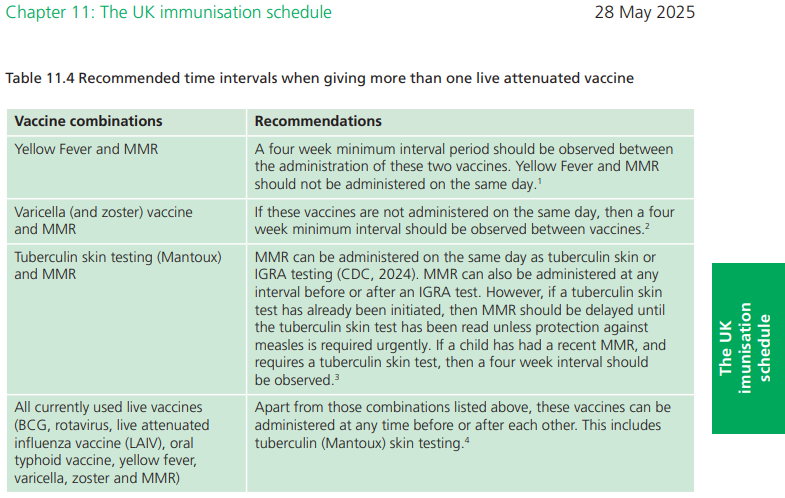 Chapter 11: The UK immunisation schedule
28 May 2025
Table 11.4 Recommended time intervals when giving more than one live attenuated vaccine
Vaccine combinations
Recommendations
Yellow Fever and MMR
A four week minimum interval period should be observed between
the administration of these two vaccines. Yellow Fever and MMR
should not be administered on the same day.¹
Varicella (and zoster) vaccine
and MMR
If these vaccines are not administered on the same day, then a four
week minimum interval should be observed between vaccines.²
Tuberculin skin testing (Mantoux)
and MMR
MMR can be administered on the same day as tuberculin skin or
IGRA testing (CDC, 2024). MMR can also be administered at any
interval before or after an IGRA test. However, if a tuberculin skin
test has already been initiated, then MMR should be delayed until
the tuberculin skin test has been read unless protection against
measles is required urgently. If a child has had a recent MMR, and
requires a tuberculin skin test, then a four week interval should
be observed.³
All currently used live vaccines
(BCG, rotavirus, live attenuated
influenza vaccine (LAIV), oral
typhoid vaccine, yellow fever,
varicella, zoster and MMR)
Apart from those combinations listed above, these vaccines can be
administered at any time before or after each other. This includes
tuberculin (Mantoux) skin testing.⁴
The UK
imunisation
schedule